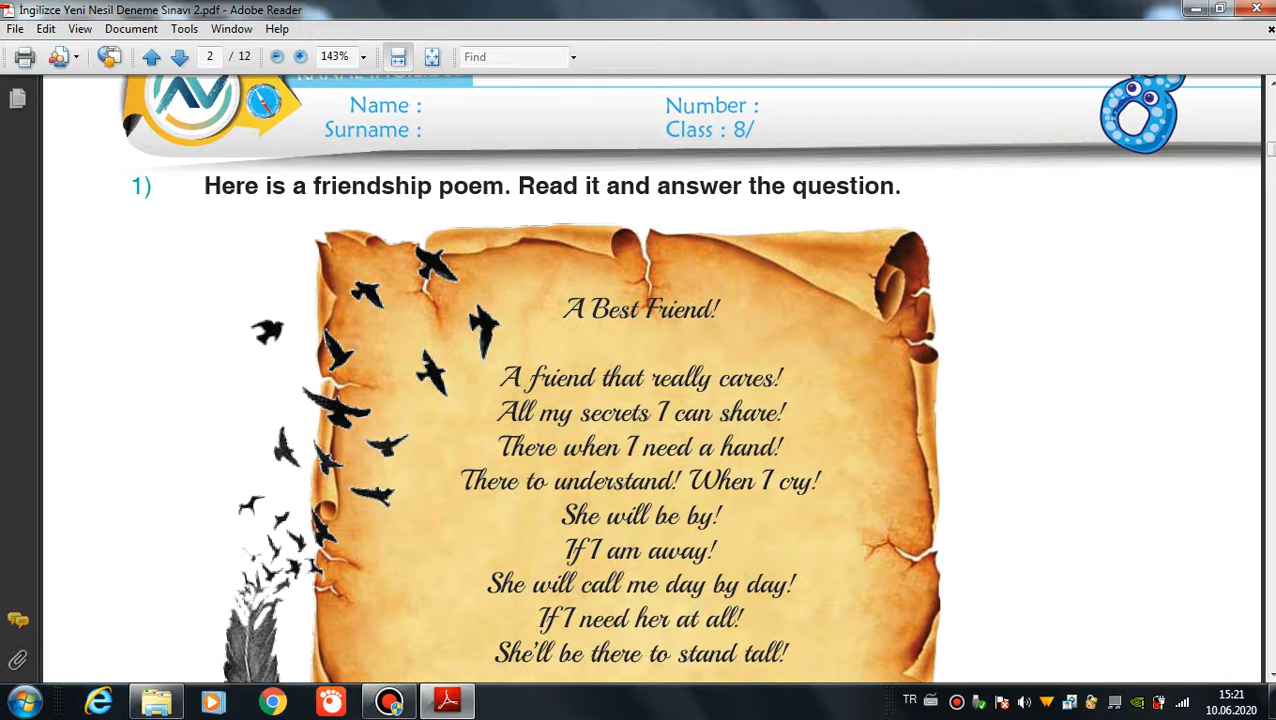 İngilizce Yeni Nesil Deneme Sınavı 2.pdf - Adobe Reader
File Edit View Document Tools Window Help
2 / 12 143% Find
Name : Number :
Surname : Class : 8/
8
1) Here is a friendship poem. Read it and answer the question.
A Best Friend!
A friend that really cares!
All my secrets I can share!
There when I need a hand!
There to understand! When I cry!
She will be by!
If I am away!
She will call me day by day!
If I need her at all!
She'll be there to stand tall!
TR 15:21
10.06.2020